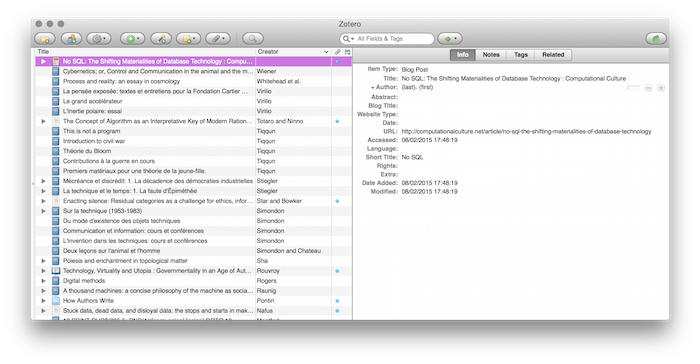 Zotero
All Fields & Tags
Title Creator
No SQL: The Shifting Materialities of Database Technology : Compu...
Cybernetics; or, Control and Communication in the animal and the m... Wiener
Process and reality: an essay in cosmology Whitehead et al.
La pensée exposée: textes et entretiens pour la Fondation Cartier ... Virilio
Le grand accélérateur Virilio
L'inertie polaire: essai Virilio
The Concept of Algorithm as an Interpretative Key of Modern Ration... Totaro and Ninno
This is not a program Tiqqun
Introduction to civil war Tiqqun
Théorie du Bloom Tiqqun
Contributions à la guerre en cours Tiqqun
Premiers matériaux pour une théorie de la jeune-fille. Tiqqun
Mécréance et discrédit: 1. La décadence des démocraties industrielles Stiegler
La technique et le temps: 1. La faute d'Épiméthée Stiegler
Enacting silence: Residual categories as a challenge for ethics, infor... Star and Bowker
Sur la technique (1953-1983) Simondon
Du mode d'existence des objets techniques Simondon
Communication et information: cours et conférences Simondon
L'invention dans les techniques: cours et conférences Simondon
Deux leçons sur l'animal et l'homme Simondon and Chateau
Poiesis and enchantment in topological matter Sha
Technology, Virtuality and Utopia : Governmentality in an Age of Aut... Rouvroy
Digital methods Rogers
A thousand machines: a concise philosophy of the machine as social... Raunig
How Authors Write Pontin
Stuck data, dead data, and disloyal data: the stops and starts in mak... Nafus
Info Notes Tags Related
Item Type: Blog Post
Title: No SQL: The Shifting Materialities of Database Technology : Computational Culture
Author: (last), (first)
Abstract:
Blog Title:
Website Type:
Date:
URL: http://computationalculture.net/article/no-sql-the-shifting-materialities-of-database-technology
Accessed: 08/02/2015 17:48:19
Language:
Short Title: No SQL
Rights:
Extra:
Date Added: 08/02/2015 17:48:19
Modified: 08/02/2015 17:48:19